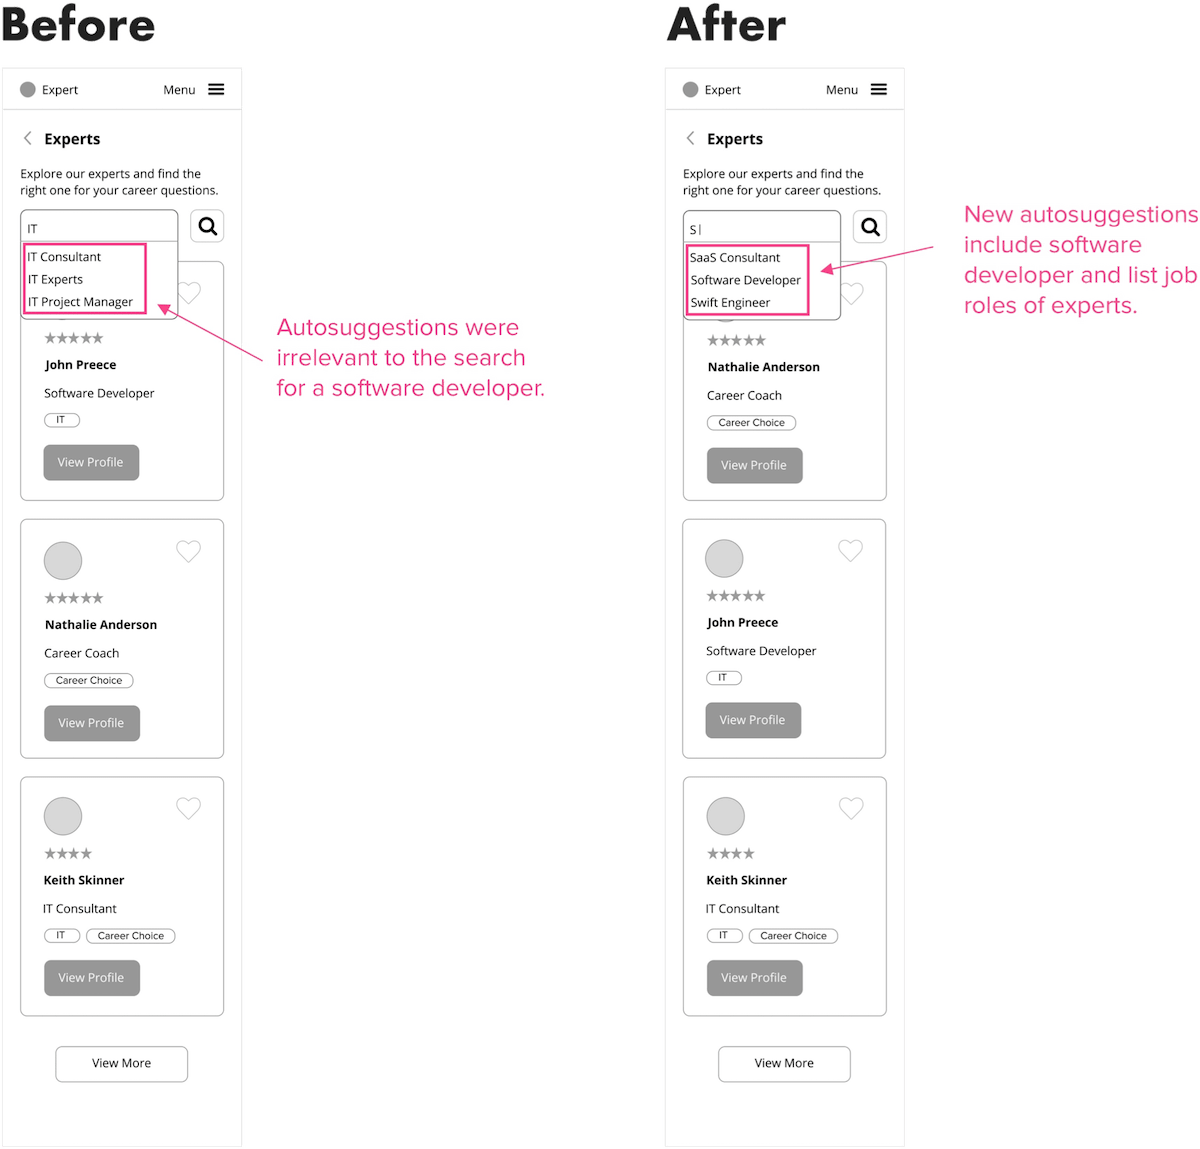 Before
Expert
Menu
Experts
Explore our experts and find the
right one for your career questions.
IT
IT Consultant
IT Experts
IT Project Manager
John Preece
Software Developer
IT
View Profile
Nathalie Anderson
Career Coach
Career Choice
View Profile
Keith Skinner
IT Consultant
IT
Career Choice
View Profile
View More
Autosuggestions were
irrelevant to the search
for a software developer.
After
Expert
Menu
Experts
Explore our experts and find the
right one for your career questions.
S
SaaS Consultant
Software Developer
Swift Engineer
Nathalie Anderson
Career Coach
Career Choice
View Profile
John Preece
Software Developer
IT
View Profile
Keith Skinner
IT Consultant
IT
Career Choice
View Profile
View More
New autosuggestions
include software
developer and list job
roles of experts.